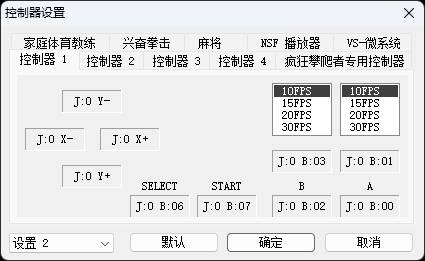 控制器设置
家庭体育教练 兴奋拳击 麻将 NSF 播放器 VS-微系统
控制器 1 控制器 2 控制器 3 控制器 4 疯狂攀爬者专用控制器
J:0 Y-
10FPS 10FPS
15FPS 15FPS
20FPS 20FPS
30FPS 30FPS
J:0 X- J:0 X+
J:0 B:03 J:0 B:01
J:0 Y+
SELECT START B A
J:0 B:06 J:0 B:07 J:0 B:02 J:0 B:00
设置 2 默认 确定 取消